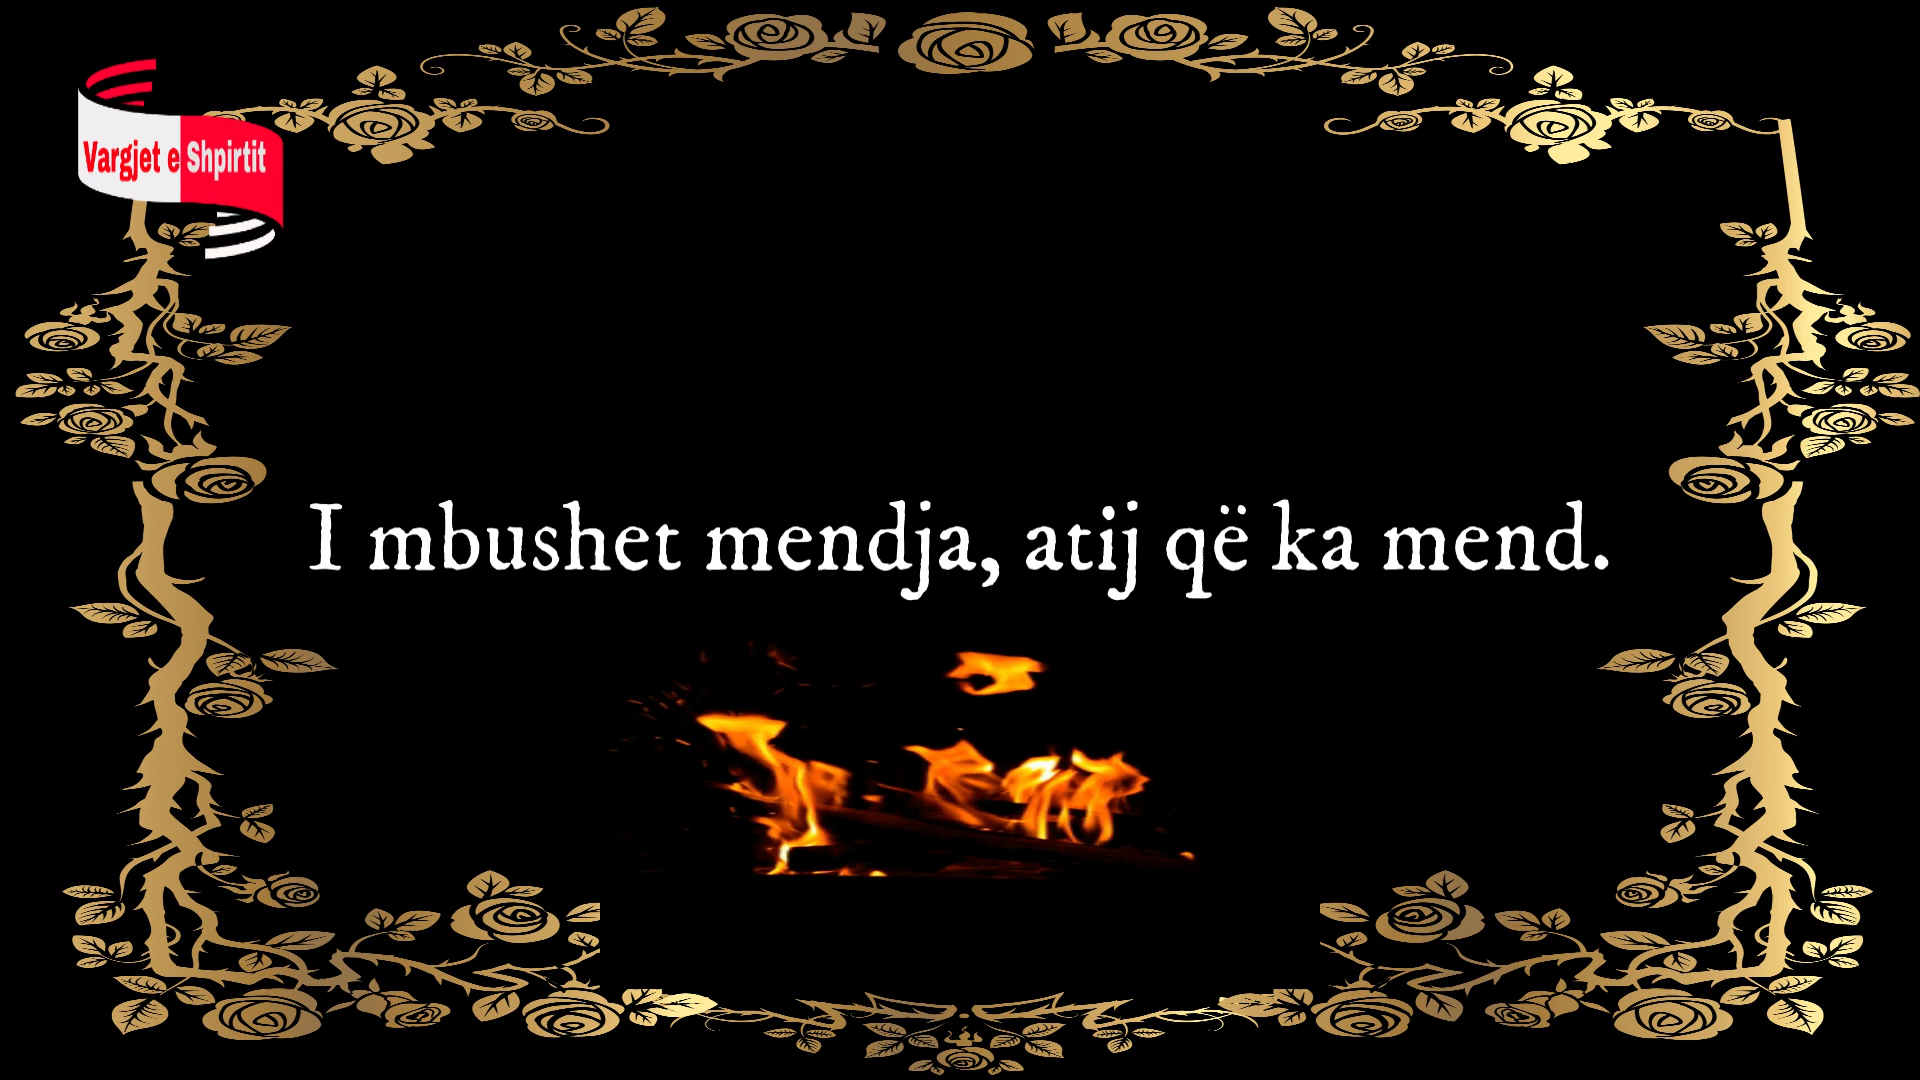 Vargjet e Shpirtit
I mbushet mendja, atij që ka mend.